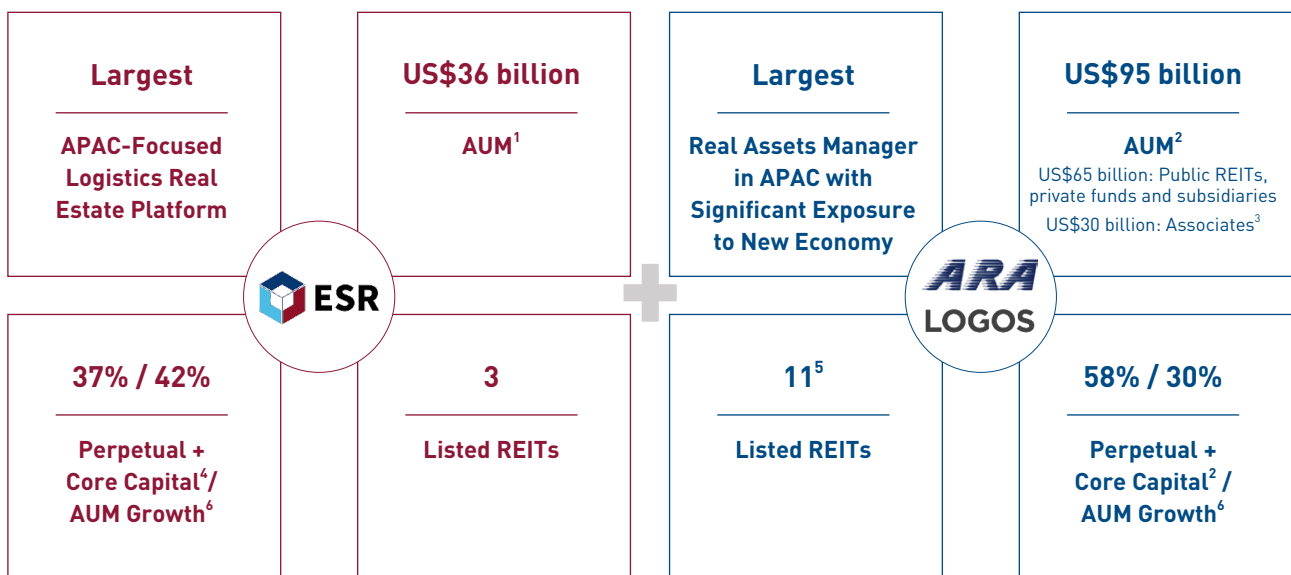 Largest
APAC-Focused
Logistics Real
Estate Platform
US$36 billion
AUM¹
ESR
37% / 42%
Perpetual +
Core Capital⁴/
AUM Growth⁶
3
Listed REITs
Largest
Real Assets Manager
in APAC with
Significant Exposure
to New Economy
US$95 billion
AUM²
US$65 billion: Public REITs,
private funds and subsidiaries
US$30 billion: Associates³
ARA
LOGOS
11⁵
Listed REITs
58% / 30%
Perpetual +
Core Capital² /
AUM Growth⁶